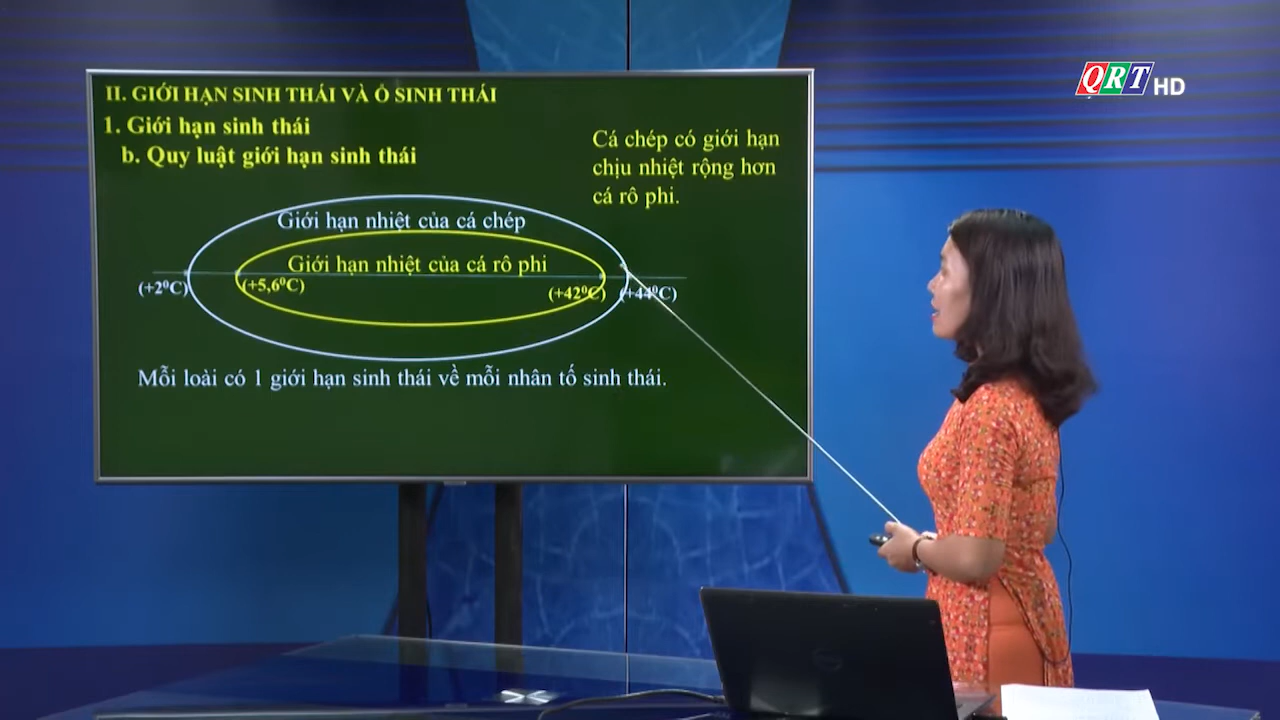 QRT HD
II. GIỚI HẠN SINH THÁI VÀ Ổ SINH THÁI
1. Giới hạn sinh thái
b. Quy luật giới hạn sinh thái
Cá chép có giới hạn
chịu nhiệt rộng hơn
cá rô phi.
Giới hạn nhiệt của cá chép
Giới hạn nhiệt của cá rô phi
(+2⁰C) (+5,6⁰C) (+42⁰C) (+44⁰C)
Mỗi loài có 1 giới hạn sinh thái về mỗi nhân tố sinh thái.